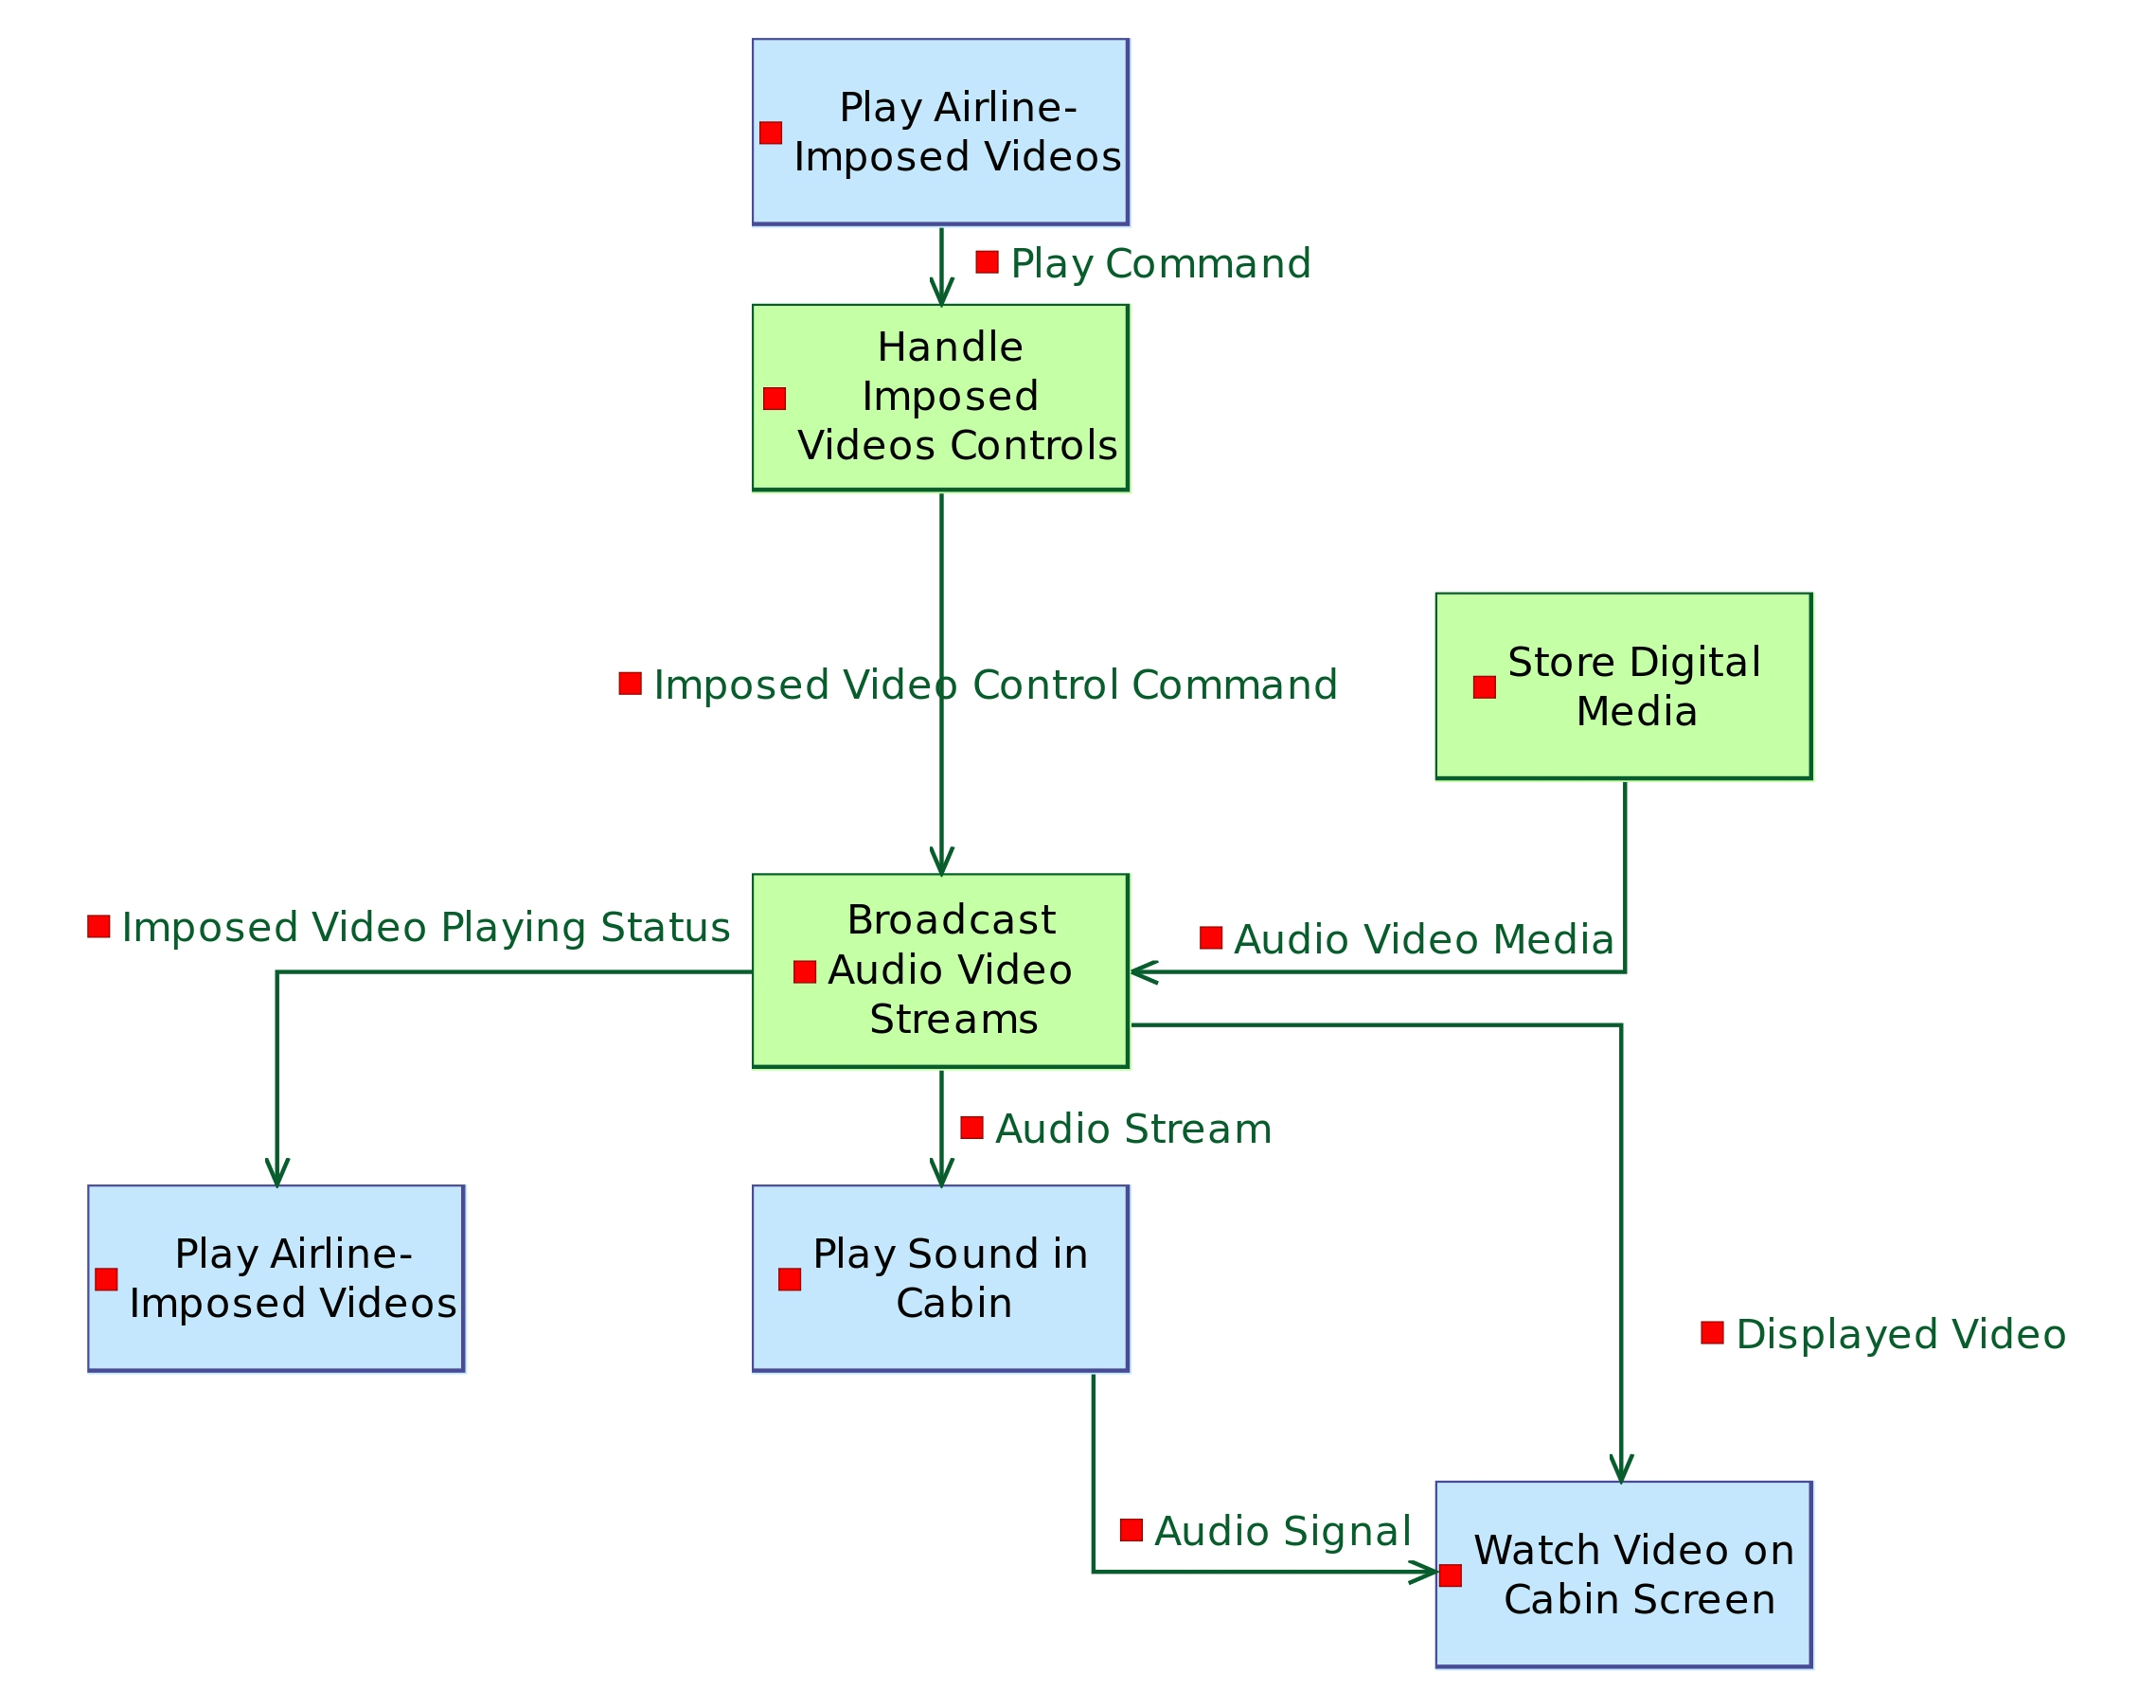 Play Airline-
Imposed Videos
Play Command
Handle
Imposed
Videos Controls
Imposed Video Control Command
Store Digital
Media
Imposed Video Playing Status
Broadcast
Audio Video
Streams
Audio Video Media
Audio Stream
Play Airline-
Imposed Videos
Play Sound in
Cabin
Displayed Video
Audio Signal
Watch Video on
Cabin Screen